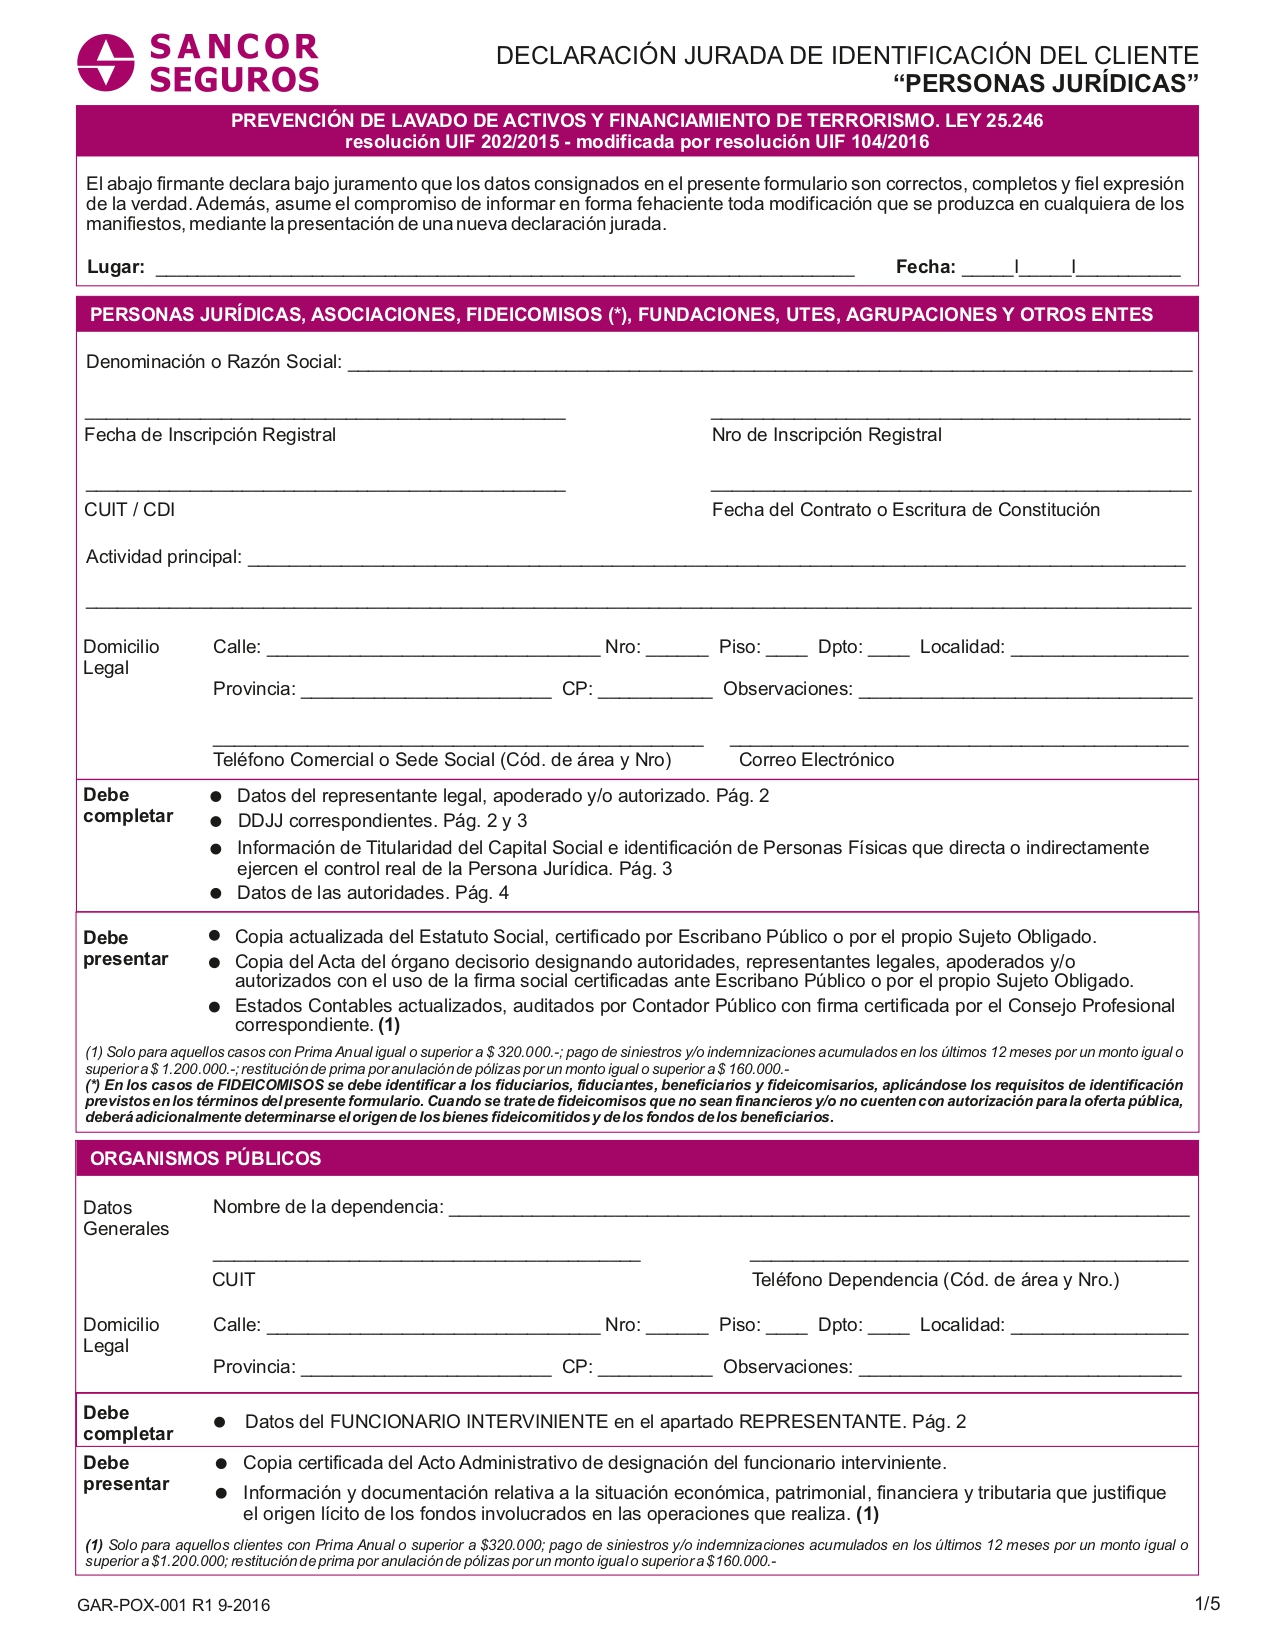 SANCOR
SEGUROS
DECLARACIÓN JURADA DE IDENTIFICACIÓN DEL CLIENTE
“PERSONAS JURÍDICAS”
PREVENCIÓN DE LAVADO DE ACTIVOS Y FINANCIAMIENTO DE TERRORISMO. LEY 25.246
resolución UIF 202/2015 - modificada por resolución UIF 104/2016
El abajo firmante declara bajo juramento que los datos consignados en el presente formulario son correctos, completos y fiel expresión
de la verdad. Además, asume el compromiso de informar en forma fehaciente toda modificación que se produzca en cualquiera de los
manifiestos, mediante la presentación de una nueva declaración jurada.
Lugar: ____________________ Fecha: _____|_____|__________
PERSONAS JURÍDICAS, ASOCIACIONES, FIDEICOMISOS (*), FUNDACIONES, UTES, AGRUPACIONES Y OTROS ENTES
Denominación o Razón Social: ____________________
Fecha de Inscripción Registral Nro de Inscripción Registral
CUIT / CDI Fecha del Contrato o Escritura de Constitución
Actividad principal: ____________________
Domicilio Calle: ____________________ Nro: ______ Piso: ____ Dpto: ____ Localidad: _________________
Legal
Provincia: ____________________ CP: ___________ Observaciones: ____________________
Teléfono Comercial o Sede Social (Cód. de área y Nro) Correo Electrónico
Debe
completar
● Datos del representante legal, apoderado y/o autorizado. Pág. 2
● DDJJ correspondientes. Pág. 2 y 3
● Información de Titularidad del Capital Social e identificación de Personas Físicas que directa o indirectamente
ejercen el control real de la Persona Jurídica. Pág. 3
● Datos de las autoridades. Pág. 4
Debe
presentar
● Copia actualizada del Estatuto Social, certificado por Escribano Público o por el propio Sujeto Obligado.
● Copia del Acta del órgano decisorio designando autoridades, representantes legales, apoderados y/o
autorizados con el uso de la firma social certificadas ante Escribano Público o por el propio Sujeto Obligado.
● Estados Contables actualizados, auditados por Contador Público con firma certificada por el Consejo Profesional
correspondiente. (1)
(1) Solo para aquellos casos con Prima Anual igual o superior a $ 320.000.-; pago de siniestros y/o indemnizaciones acumulados en los últimos 12 meses por un monto igual o
superior a $ 1.200.000.-; restitución de prima por anulación de pólizas por un monto igual o superior a $ 160.000.-
(*) En los casos de FIDEICOMISOS se debe identificar a los fiduciarios, fiduciantes, beneficiarios y fideicomisarios, aplicándose los requisitos de identificación
previstos en los términos del presente formulario. Cuando se trate de fideicomisos que no sean financieros y/o no cuenten con autorización para la oferta pública,
deberá adicionalmente determinarse el origen de los bienes fideicomitidos y de los fondos de los beneficiarios.
ORGANISMOS PÚBLICOS
Datos
Generales
Nombre de la dependencia: ____________________
CUIT Teléfono Dependencia (Cód. de área y Nro.)
Domicilio Calle: ____________________ Nro: ______ Piso: ____ Dpto: ____ Localidad: _________________
Legal
Provincia: ____________________ CP: ___________ Observaciones: ____________________
Debe
completar
● Datos del FUNCIONARIO INTERVINIENTE en el apartado REPRESENTANTE. Pág. 2
Debe
presentar
● Copia certificada del Acto Administrativo de designación del funcionario interviniente.
● Información y documentación relativa a la situación económica, patrimonial, financiera y tributaria que justifique
el origen lícito de los fondos involucrados en las operaciones que realiza. (1)
(1) Solo para aquellos clientes con Prima Anual o superior a $320.000; pago de siniestros y/o indemnizaciones acumulados en los últimos 12 meses por un monto igual o
superior a $1.200.000; restitución de prima por anulación de pólizas por un monto igual o superior a $160.000.-
GAR-POX-001 R1 9-2016 1/5